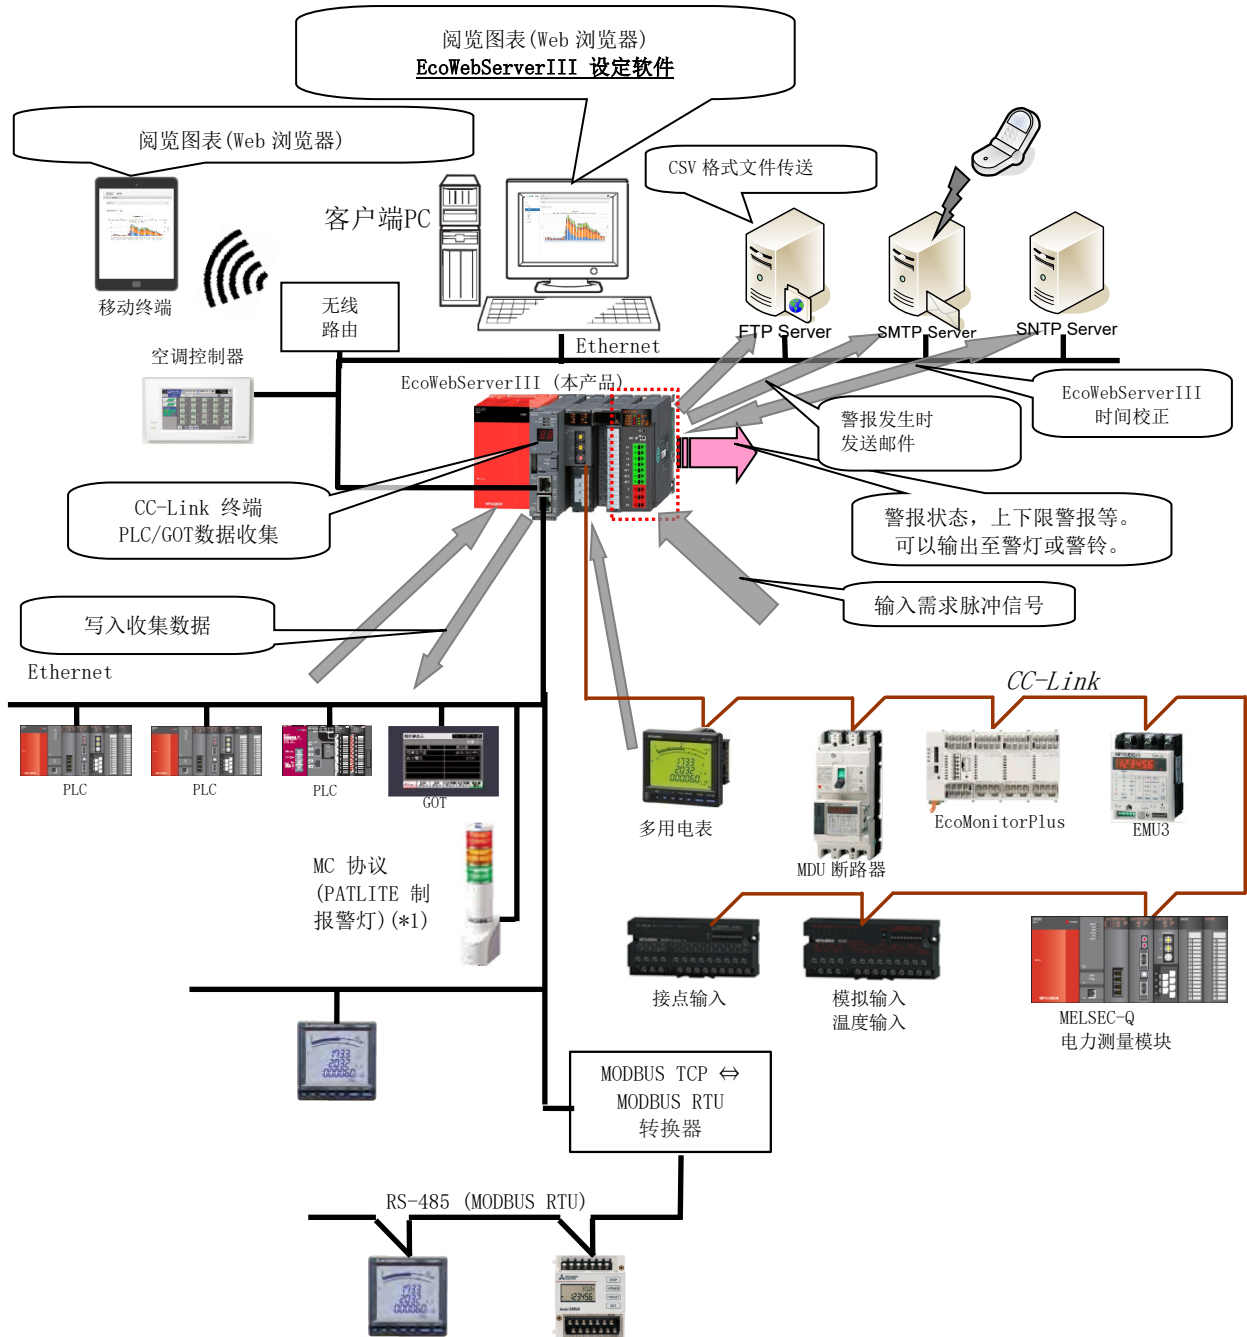 阅览图表(Web 浏览器)
EcoWebServerIII 设定软件
阅览图表(Web 浏览器)
CSV 格式文件传送
客户端PC
移动终端
无线
路由
FTP Server
SMTP Server
SNTP Server
Ethernet
空调控制器
EcoWebServerIII (本产品)
EcoWebServerIII
时间校正
警报发生时
发送邮件
CC-Link 终端
PLC/GOT数据收集
警报状态，上下限警报等。
可以输出至警灯或警铃。
输入需求脉冲信号
写入收集数据
Ethernet
CC-Link
PLC
PLC
PLC
GOT
多用电表
MDU 断路器
EcoMonitorPlus
EMU3
MC 协议
(PATLITE 制
报警灯)(*1)
接点输入
模拟输入
温度输入
MELSEC-Q
电力测量模块
MODBUS TCP ⇔
MODBUS RTU
转换器
RS-485 (MODBUS RTU)